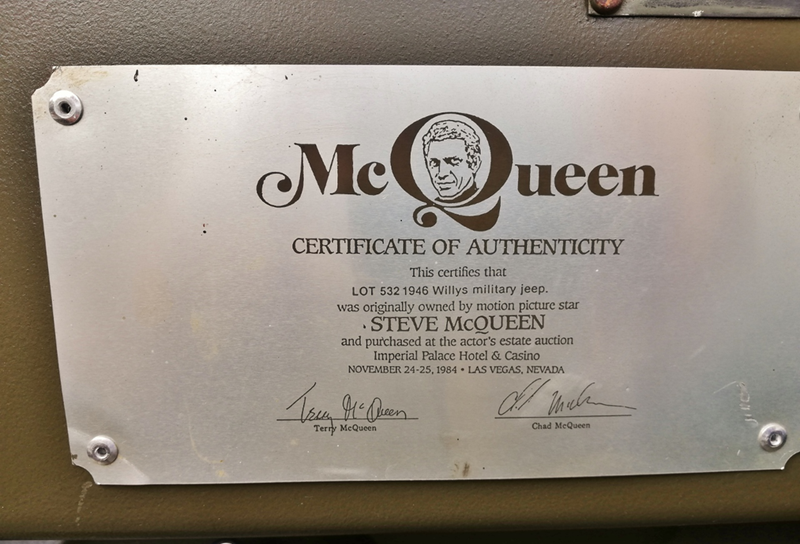 McQueen
CERTIFICATE OF AUTHENTICITY
This certifies that
LOT 532 1946 Willys military jeep.
was originally owned by motion picture star
STEVE McQUEEN
and purchased at the actor's estate auction
Imperial Palace Hotel & Casino
NOVEMBER 24-25, 1984 • LAS VEGAS, NEVADA
Terry McQueen
Terry McQueen
Chad McQueen